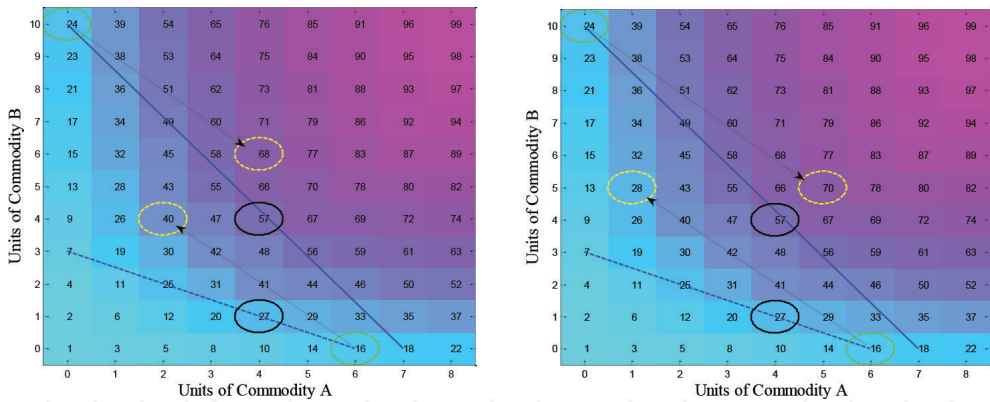 10 24 39 54 65 76 85 91 96 99
9 23 38 53 64 75 84 90 95 98
8 21 36 51 62 73 81 88 93 97
7 17 34 49 60 71 79 86 92 94
6 15 32 45 58 68 77 83 87 89
5 13 28 43 55 66 70 78 80 82
4 9 26 40 47 57 67 69 72 74
3 7 19 30 42 48 56 59 61 63
2 4 11 25 31 41 44 46 50 52
1 2 6 12 20 27 29 33 35 37
0 1 3 5 8 10 14 16 18 22
0 1 2 3 4 5 6 7 8
Units of Commodity B
Units of Commodity A
10 24 39 54 65 76 85 91 96 99
9 23 38 53 64 75 84 90 95 98
8 21 36 51 62 73 81 88 93 97
7 17 34 49 60 71 79 86 92 94
6 15 32 45 58 68 77 83 87 89
5 13 28 43 55 66 70 78 80 82
4 9 26 40 47 57 67 69 72 74
3 7 19 30 42 48 56 59 61 63
2 4 11 25 31 41 44 46 50 52
1 2 6 12 20 27 29 33 35 37
0 1 3 5 8 10 14 16 18 22
0 1 2 3 4 5 6 7 8
Units of Commodity B
Units of Commodity A